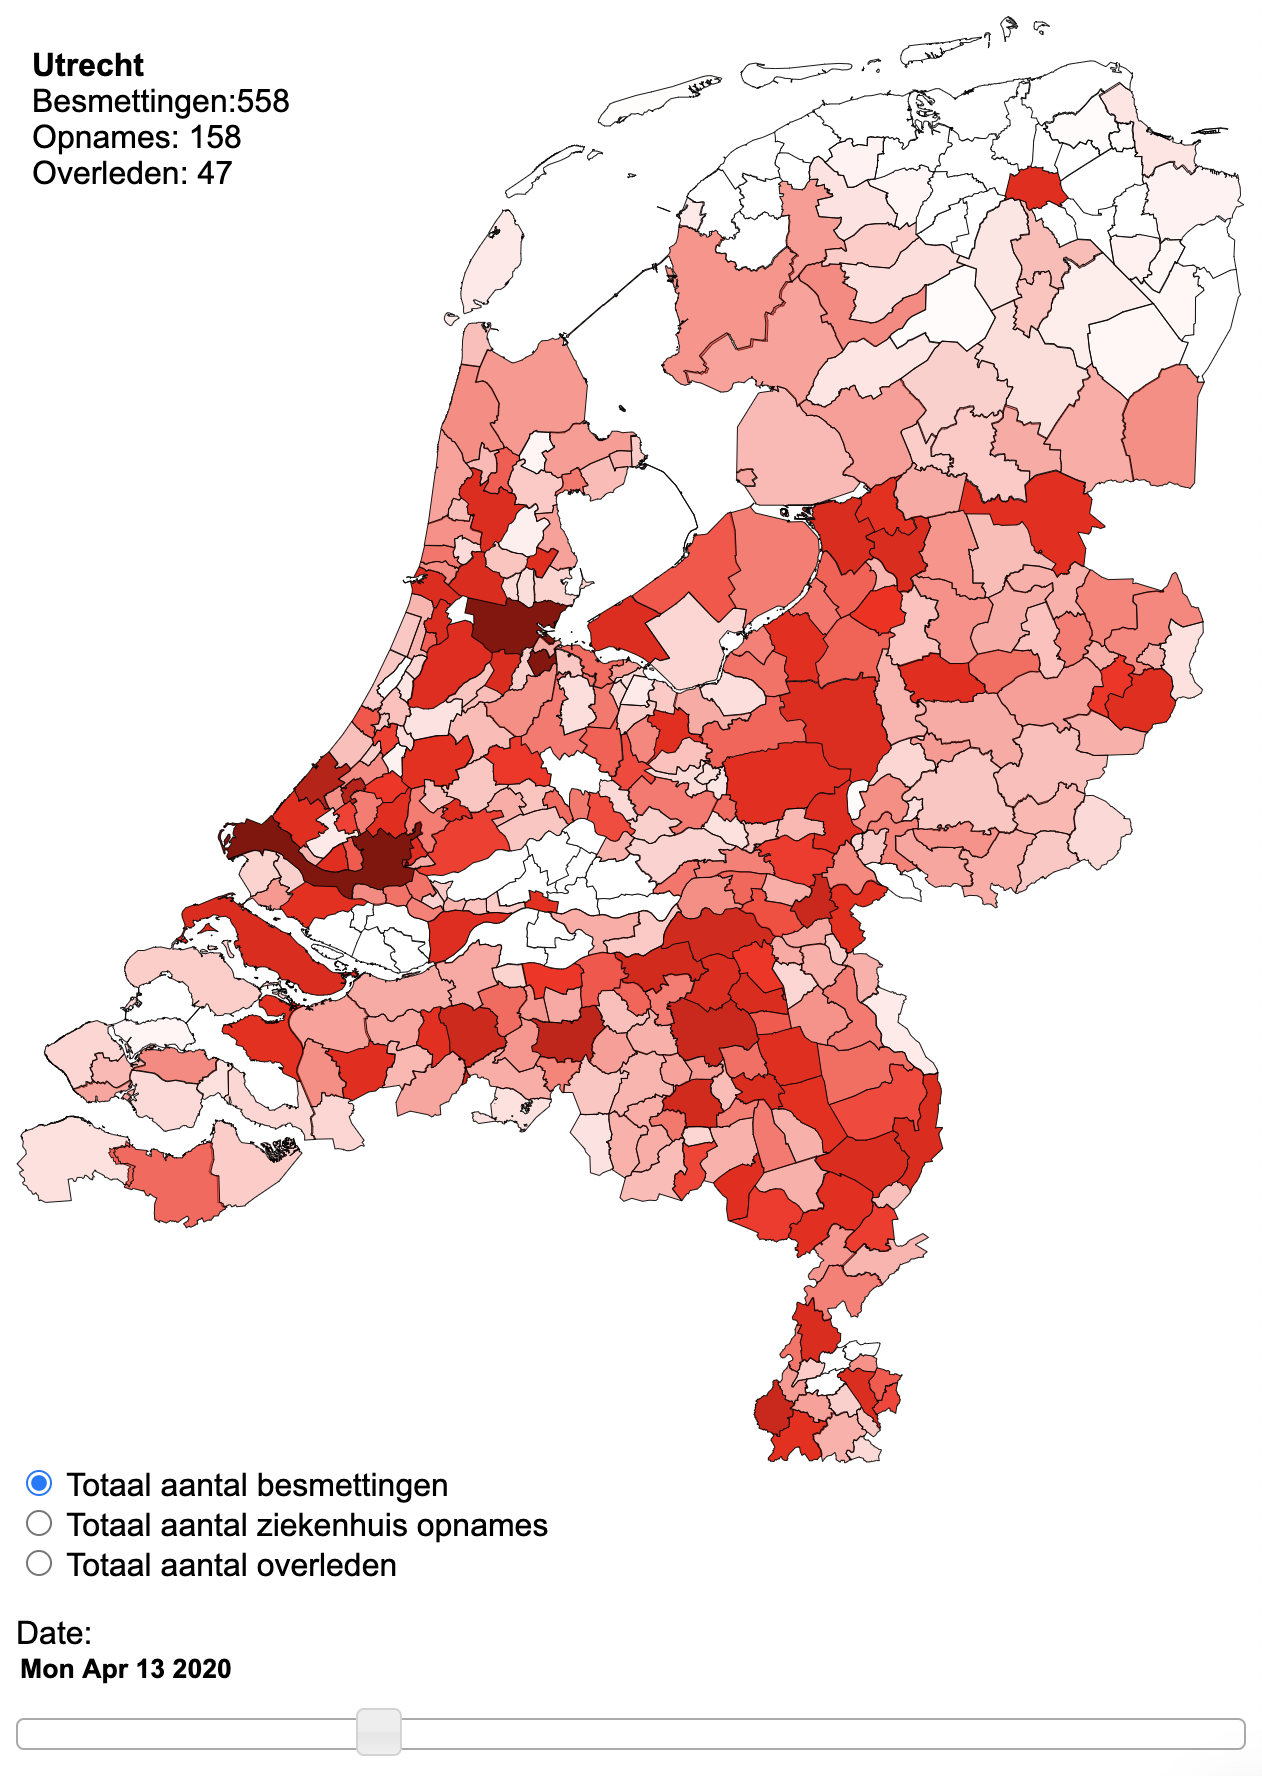 Utrecht
Besmettingen:558
Opnames: 158
Overleden: 47
Totaal aantal besmettingen
Totaal aantal ziekenhuis opnames
Totaal aantal overleden
Date:
Mon Apr 13 2020